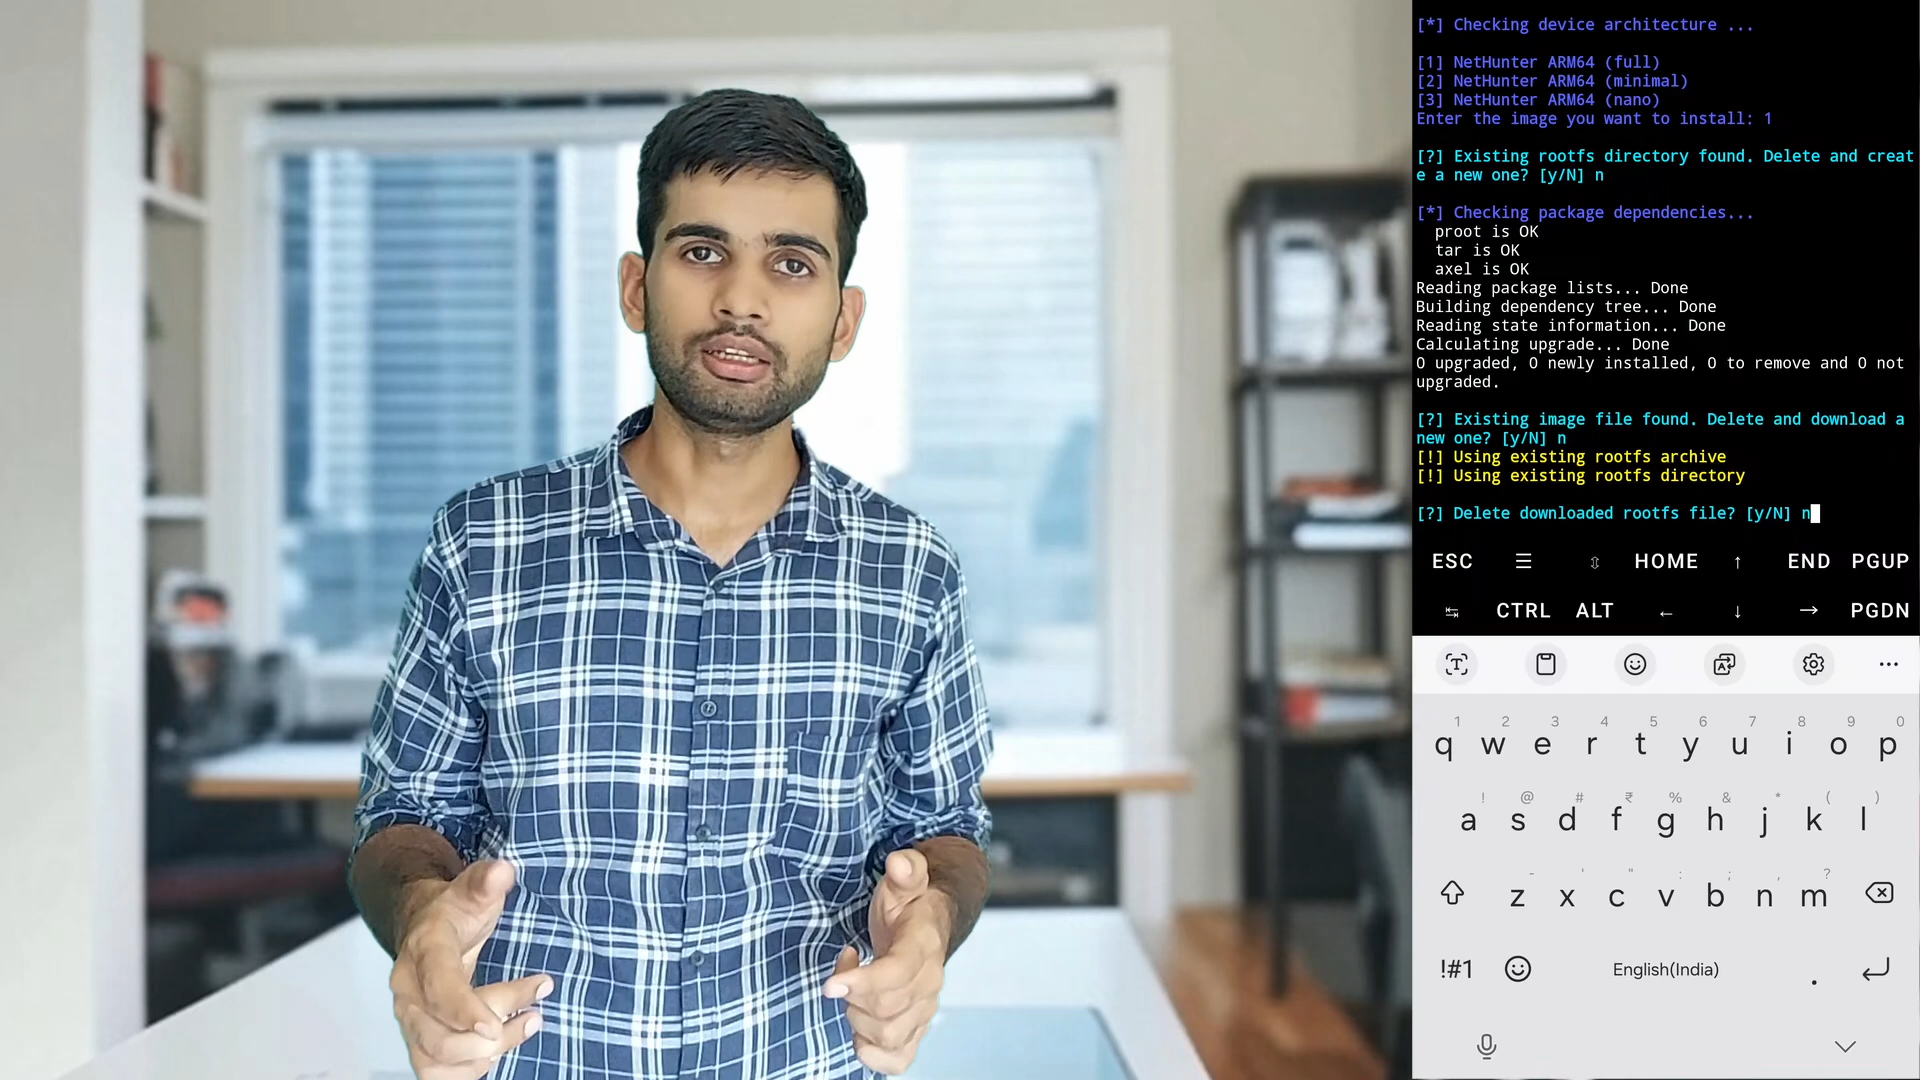 [*] Checking device architecture ...
[1] NetHunter ARM64 (full)
[2] NetHunter ARM64 (minimal)
[3] NetHunter ARM64 (nano)
Enter the image you want to install: 1
[?] Existing rootfs directory found. Delete and creat
e a new one? [y/N] n
[*] Checking package dependencies...
proot is OK
tar is OK
axel is OK
Reading package lists... Done
Building dependency tree... Done
Reading state information... Done
Calculating upgrade... Done
0 upgraded, 0 newly installed, 0 to remove and 0 not
upgraded.
[?] Existing image file found. Delete and download a
new one? [y/N] n
[!] Using existing rootfs archive
[!] Using existing rootfs directory
[?] Delete downloaded rootfs file? [y/N] n
ESC ☰ ⇳ HOME ↑ END PGUP
↹ CTRL ALT ← ↓ → PGDN
1 2 3 4 5 6 7 8 9 0
q w e r t y u i o p
! @ # ₹ % & * ( )
a s d f g h j k l
- ' " : ; , ?
z x c v b n m
!#1 English(India) .